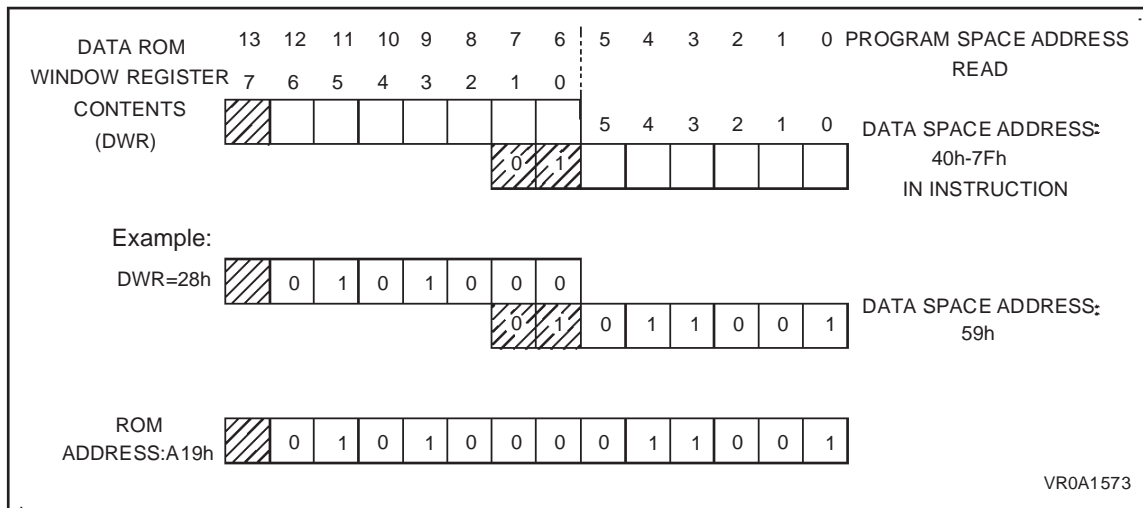 DATA ROM 13 12 11 10 9 8 7 6 5 4 3 2 1 0 PROGRAM SPACE ADDRESS
WINDOW REGISTER 7 6 5 4 3 2 1 0 READ
CONTENTS 5 4 3 2 1 0 DATA SPACE ADDRESS:
(DWR)
0 1 40h-7Fh
IN INSTRUCTION
Example:
DWR=28h 0 1 0 1 0 0 0
0 1 0 1 1 0 0 1 DATA SPACE ADDRESS:
59h
ROM
ADDRESS:A19h 0 1 0 1 0 0 0 0 1 1 0 0 1
VR0A1573